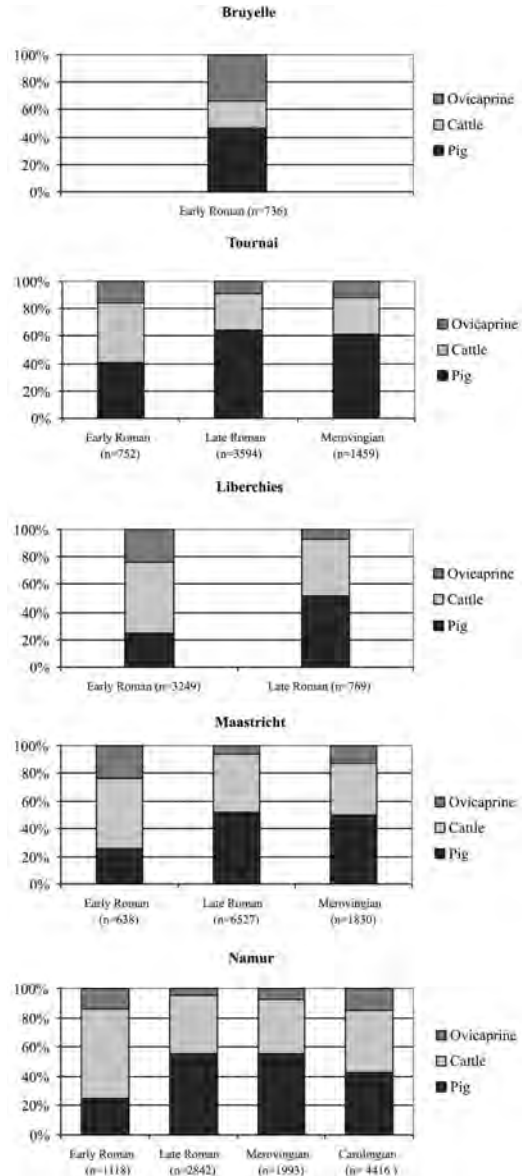 Bruyelle
100%
80%
60%
40%
20%
0%
Ovicaprine
Cattle
Pig
Early Roman (n=736)
Tournai
100%
80%
60%
40%
20%
0%
Ovicaprine
Cattle
Pig
Early Roman Late Roman Merovingian
(n=752) (n=3594) (n=1459)
Liberchies
100%
80%
60%
40%
20%
0%
Ovicaprine
Cattle
Pig
Early Roman (n=3249) Late Roman (n=769)
Maastricht
100%
80%
60%
40%
20%
0%
Ovicaprine
Cattle
Pig
Early Roman Late Roman Merovingian
(n=638) (n=6527) (n=1830)
Namur
100%
80%
60%
40%
20%
0%
Ovicaprine
Cattle
Pig
Early Roman Late Roman Merovingian Carolingian
(n=1118) (n=2842) (n=1993) (n= 4416 )